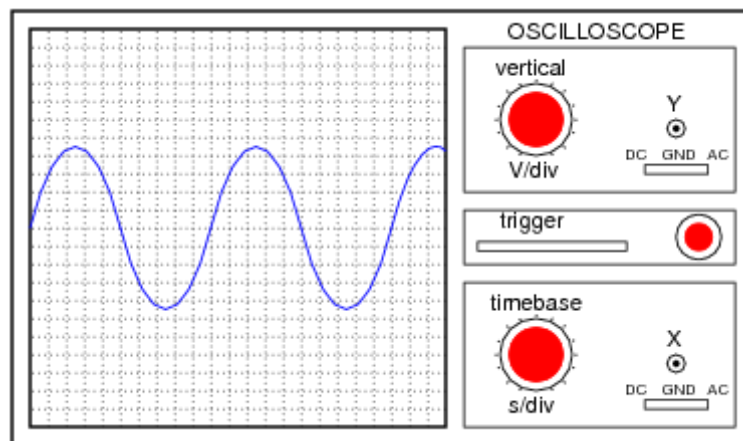 OSCILLOSCOPE
vertical
Y
DC GND AC
V/div
trigger
timebase
X
DC GND AC
s/div